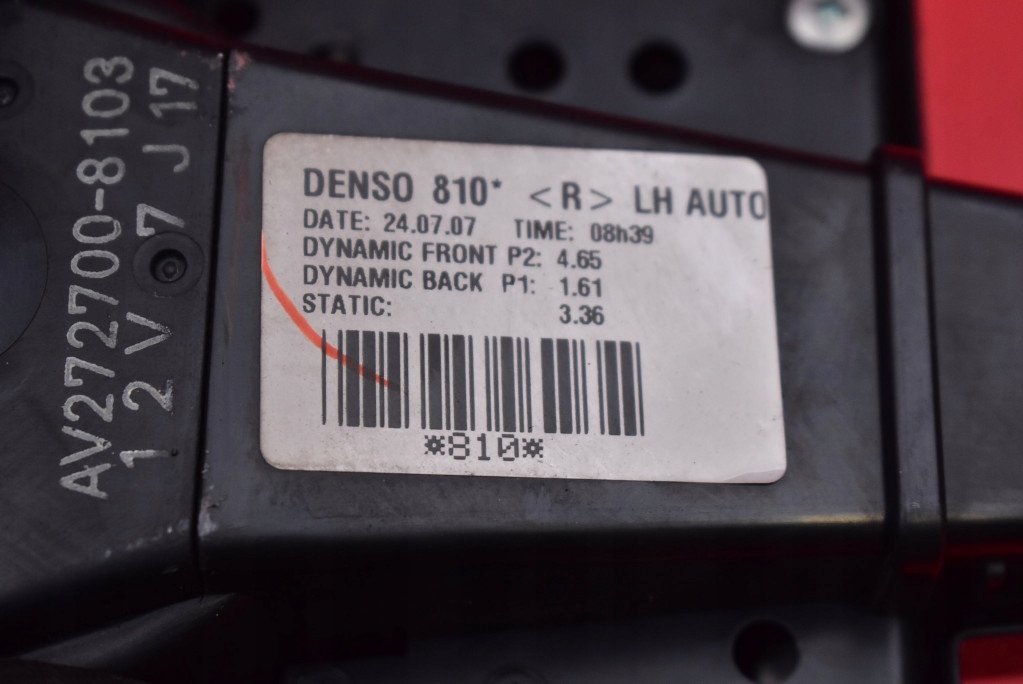 AV272700-8103
12V 7 J17
DENSO 810* <R> LH AUTO
DATE: 24.07.07 TIME: 08h39
DYNAMIC FRONT P2: 4.65
DYNAMIC BACK P1: 1.61
STATIC: 3.36
*810*